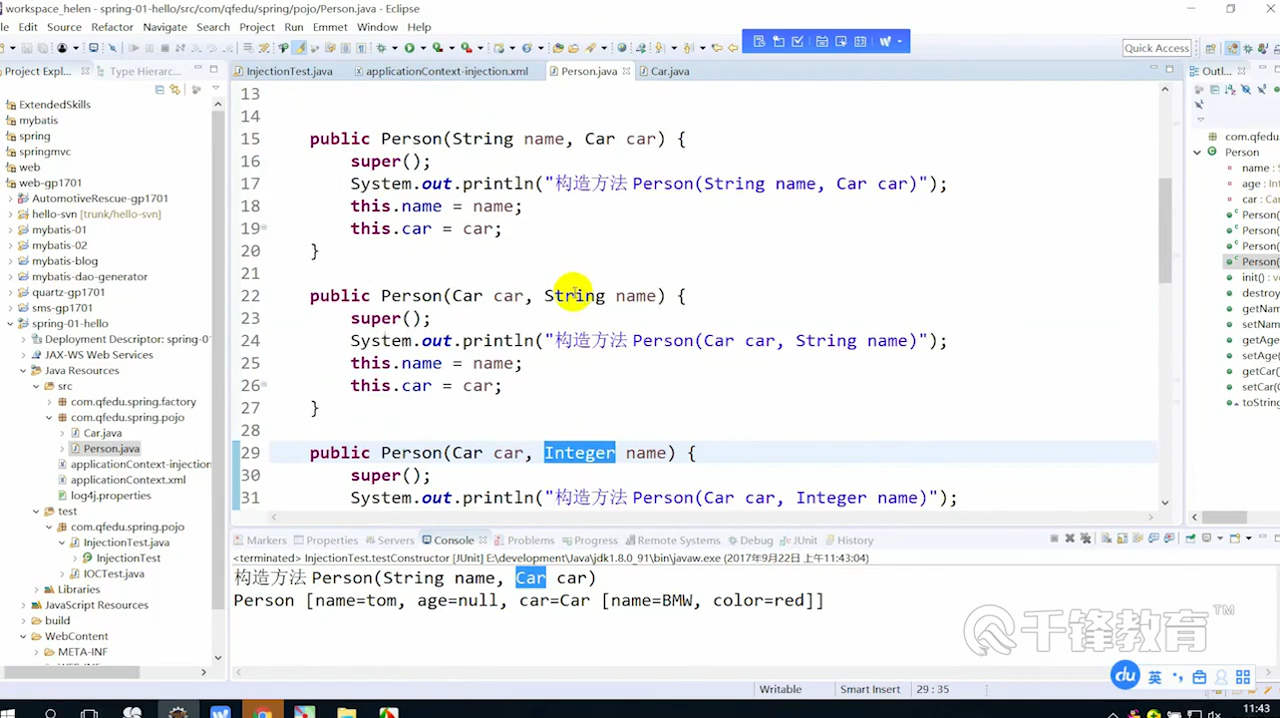 workspace_helen - spring-01-hello/src/com/qfedu/spring/pojo/Person.java - Eclipse
Edit Source Refactor Navigate Search Project Run Emmet Window Help
Quick Access
Project Expl... Type Hierarc...
ExtendedSkills
mybatis
spring
springmvc
web
web-gp1701
AutomotiveRescue-gp1701
hello-svn [trunk/hello-svn]
mybatis-01
mybatis-02
mybatis-blog
mybatis-dao-generator
quartz-gp1701
sms-gp1701
spring-01-hello
Deployment Descriptor: spring-0
JAX-WS Web Services
Java Resources
src
com.qfedu.spring.factory
com.qfedu.spring.pojo
Car.java
Person.java
applicationContext-injection
applicationContext.xml
log4j.properties
test
com.qfedu.spring.pojo
InjectionTest.java
InjectionTest
IOCTest.java
Libraries
JavaScript Resources
build
WebContent
META-INF
InjectionTest.java applicationContext-injection.xml Person.java Car.java
13
14
15 public Person(String name, Car car) {
16 super();
17 System.out.println("构造方法 Person(String name, Car car)");
18 this.name = name;
19 this.car = car;
20 }
21
22 public Person(Car car, String name) {
23 super();
24 System.out.println("构造方法 Person(Car car, String name)");
25 this.name = name;
26 this.car = car;
27 }
28
29 public Person(Car car, Integer name) {
30 super();
31 System.out.println("构造方法 Person(Car car, Integer name)");
Outl...
com.qfedu
Person
name : S
age : Int
car : Car
Person(
Person(
Person(
Person(
init() : vo
destroy
getNam
setNam
getAge
setAge(
getCar(
setCar(
toString
Markers Properties Servers Console Problems Progress Remote Systems Debug JUnit History
<terminated> InjectionTest.testConstructor [JUnit] E:\development\Java\jdk1.8.0_91\bin\javaw.exe (2017年9月22日 上午11:43:04)
构造方法 Person(String name, Car car)
Person [name=tom, age=null, car=Car [name=BMW, color=red]]
千锋教育 TM
du 英
Writable Smart Insert 29 : 35
11:43